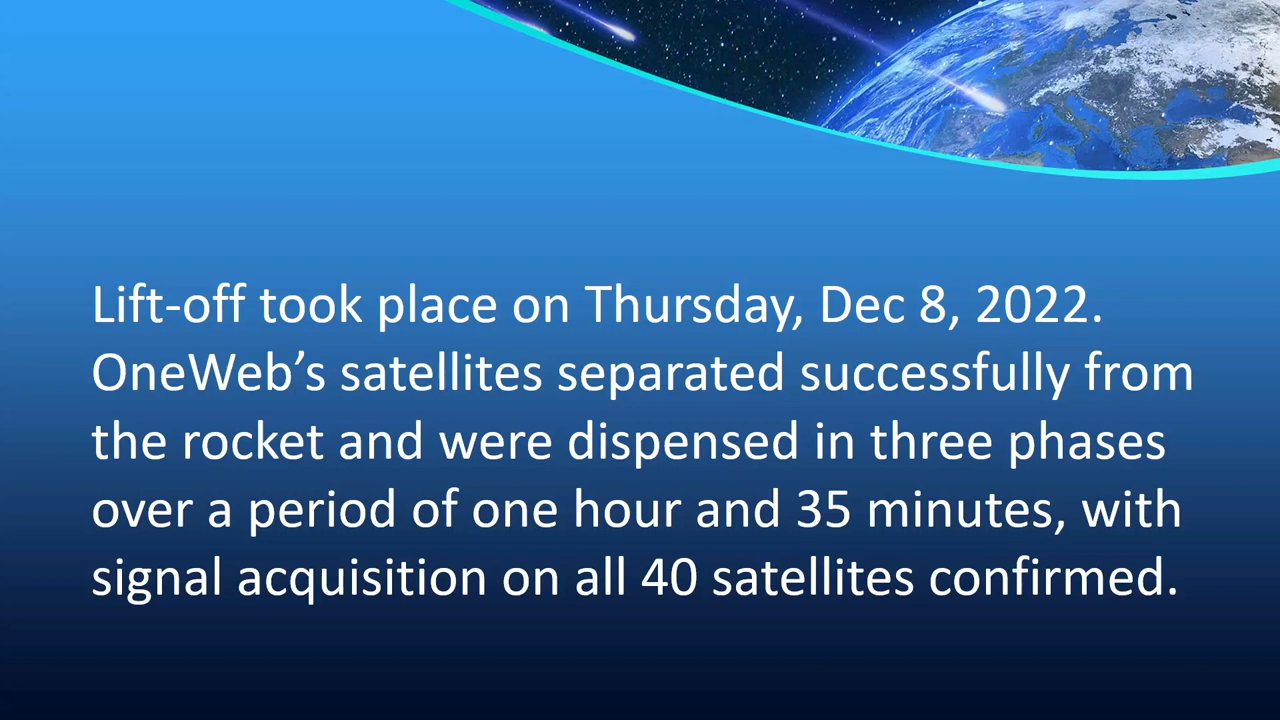 Lift-off took place on Thursday, Dec 8, 2022.
OneWeb’s satellites separated successfully from
the rocket and were dispensed in three phases
over a period of one hour and 35 minutes, with
signal acquisition on all 40 satellites confirmed.